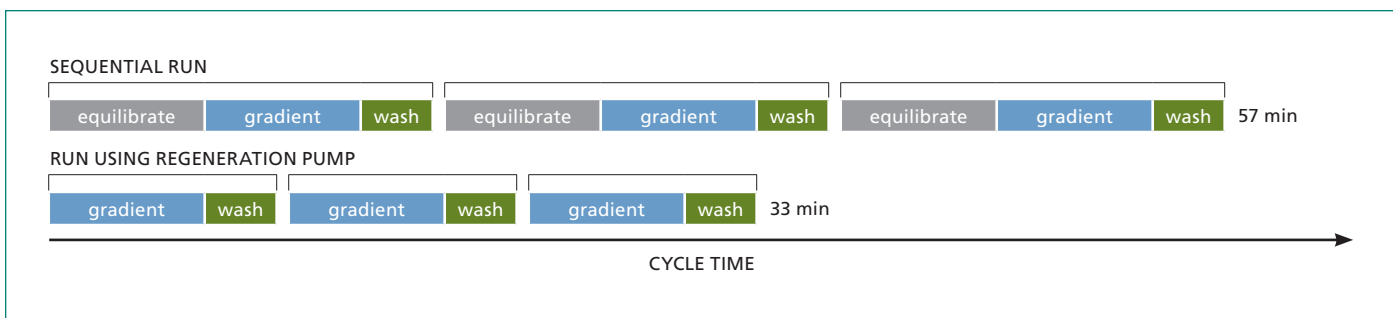 SEQUENTIAL RUN
equilibrate gradient wash equilibrate gradient wash equilibrate gradient wash 57 min
RUN USING REGENERATION PUMP
gradient wash gradient wash gradient wash 33 min
CYCLE TIME